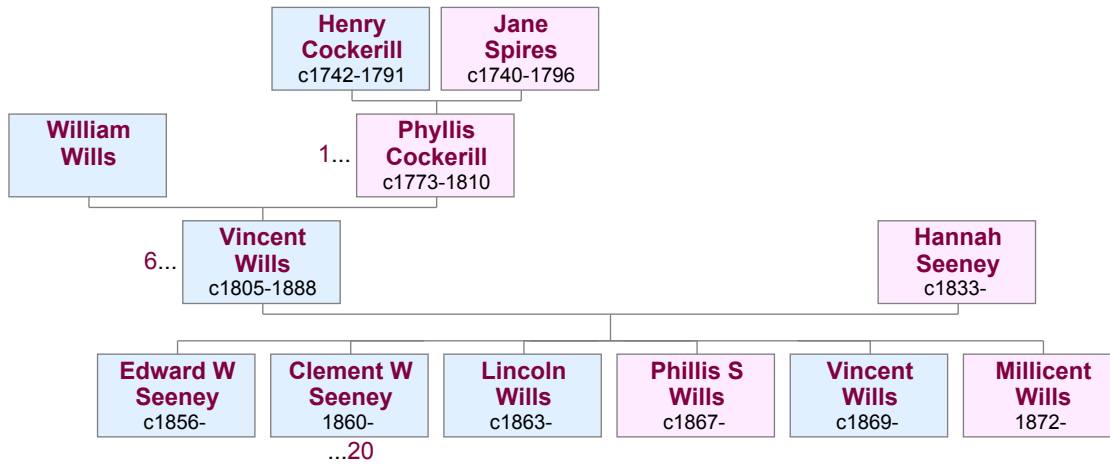 Henry
Cockerill
c1742-1791
Jane
Spires
c1740-1796
William
Wills
1...
Phyllis
Cockerill
c1773-1810
6...
Vincent
Wills
c1805-1888
Hannah
Seeney
c1833-
Edward W
Seeney
c1856-
Clement W
Seeney
1860-
...20
Lincoln
Wills
c1863-
Phillis S
Wills
c1867-
Vincent
Wills
c1869-
Millicent
Wills
1872-